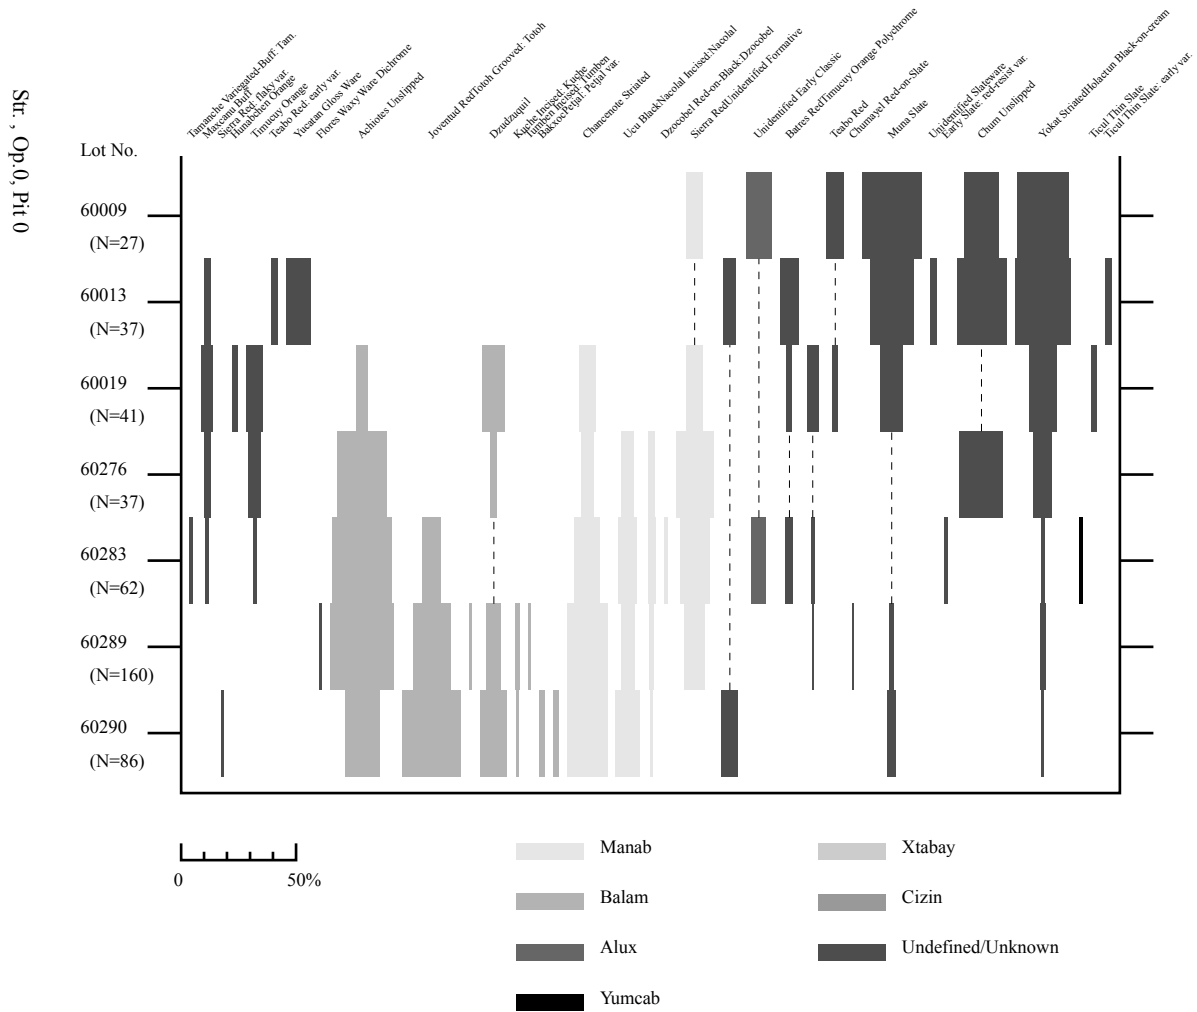 Str. , Op.0, Pit 0
Lot No.
Tamanche Variegated-Buff: Tam.
Maxcanu Buff
Sierra Red: flaky var.
Hunabchen Orange
Timucuy Orange
Teabo Red: early var.
Yucatan Gloss Ware
Flores Waxy Ware Dichrome
Achiotes Unslipped
Joventud RedTotoh Grooved: Totoh
Dzudzuquil
Kuche Incised: Kuche
Tumben Incised: Tumben
BakxocPetjal: Petjal var.
Chancenote Striated
Ucu BlackNacolal Incised:Nacolal
Dzocobel Red-on-Black:Dzocobel
Sierra RedUnidentified Formative
Unidentified Early Classic
Batres RedTimucuy Orange Polychrome
Teabo Red
Chumayel Red-on-Slate
Muna Slate
Unidentified Slateware
Early Slate: red-resist var.
Chum Unslipped
Yokat StriatedHolactun Black-on-cream
Ticul Thin Slate
Ticul Thin Slate: early var.
60009
(N=27)
60013
(N=37)
60019
(N=41)
60276
(N=37)
60283
(N=62)
60289
(N=160)
60290
(N=86)
0 50%
Manab
Xtabay
Balam
Cizin
Alux
Undefined/Unknown
Yumcab